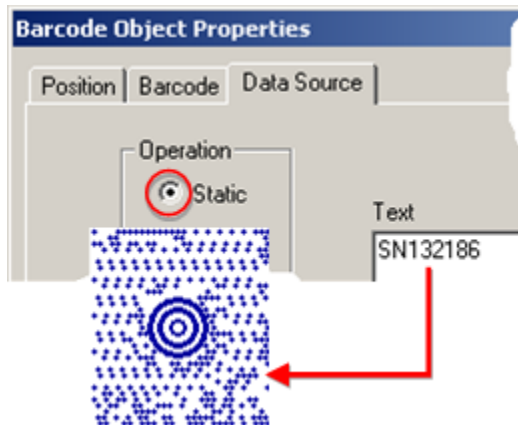 Barcode Object Properties
Position Barcode Data Source
Operation
Static
Text
SN132186